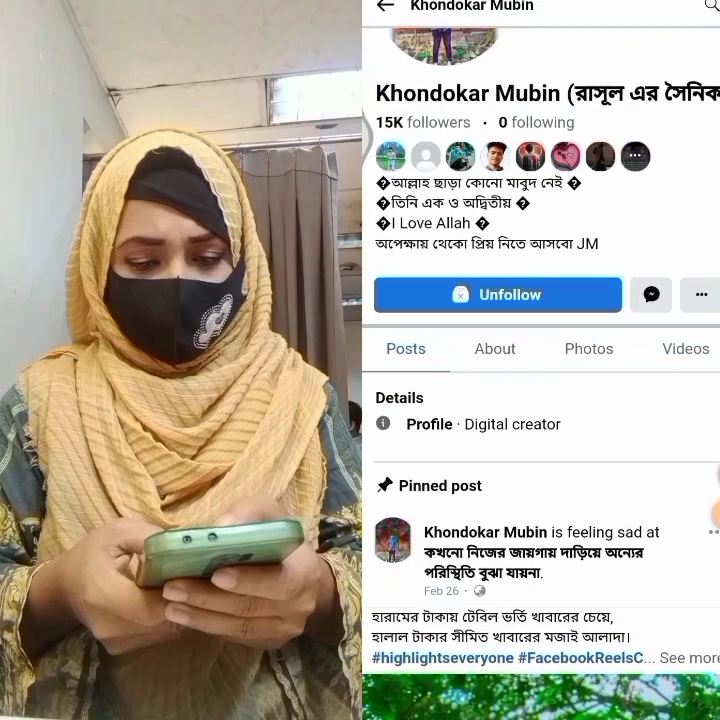 Khondokar Mubin
Khondokar Mubin (রাসূল এর সৈনিক
15K followers · 0 following
�আল্লাহ ছাড়া কোনো মাবুদ নেই �
�তিনি এক ও অদ্বিতীয় �
�I Love Allah �
অপেক্ষায় থেকো প্রিয় নিতে আসবো JM
Unfollow
Posts About Photos Videos
Details
Profile · Digital creator
Pinned post
Khondokar Mubin is feeling sad at
কখনো নিজের জায়গায় দাড়িয়ে অন্যের
পরিস্থিতি বুঝা যায়না.
Feb 26 ·
হারামের টাকায় টেবিল ভর্তি খাবারের চেয়ে,
হালাল টাকার সীমিত খাবারের মজাই আলাদা।
#highlightseveryone #FacebookReelsC... See more